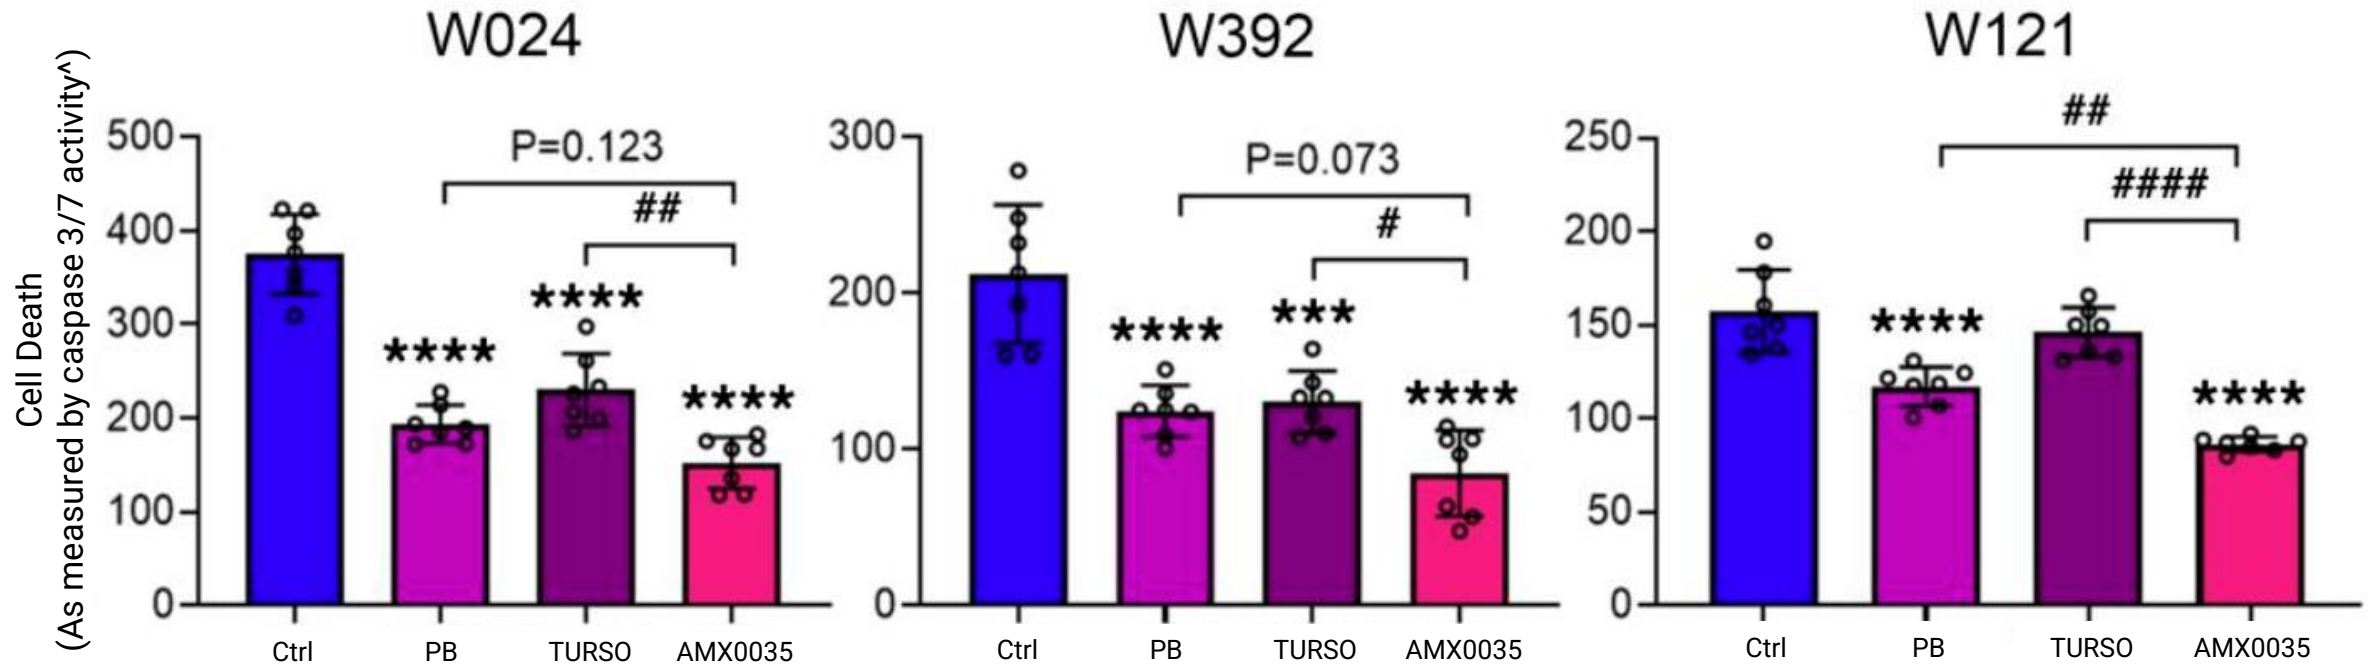 W024
W392
W121
Cell Death
(As measured by caspase 3/7 activity^)
500
400
300
200
100
0
P=0.123
##
****
****
****
Ctrl
PB
TURSO
AMX0035
300
200
100
0
P=0.073
#
****
***
****
Ctrl
PB
TURSO
AMX0035
250
200
150
100
50
0
##
####
****
****
Ctrl
PB
TURSO
AMX0035